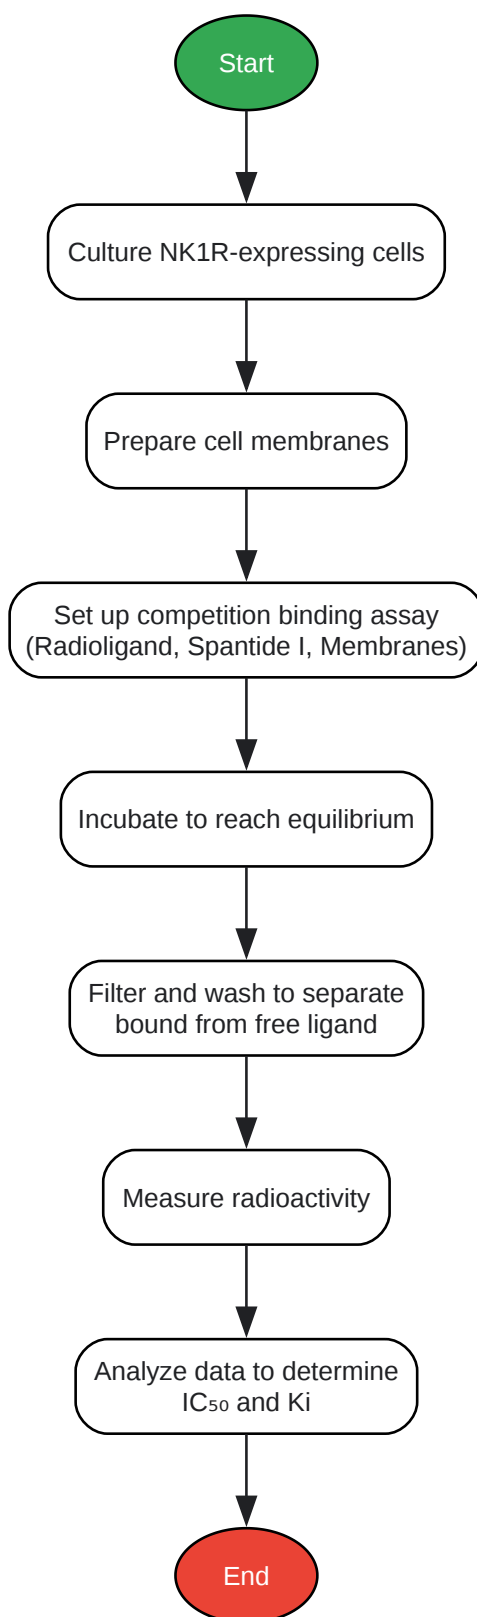 Start
Culture NK1R-expressing cells
Prepare cell membranes
Set up competition binding assay
(Radioligand, Spantide I, Membranes)
Incubate to reach equilibrium
Filter and wash to separate
bound from free ligand
Measure radioactivity
Analyze data to determine
IC₅₀ and Ki
End